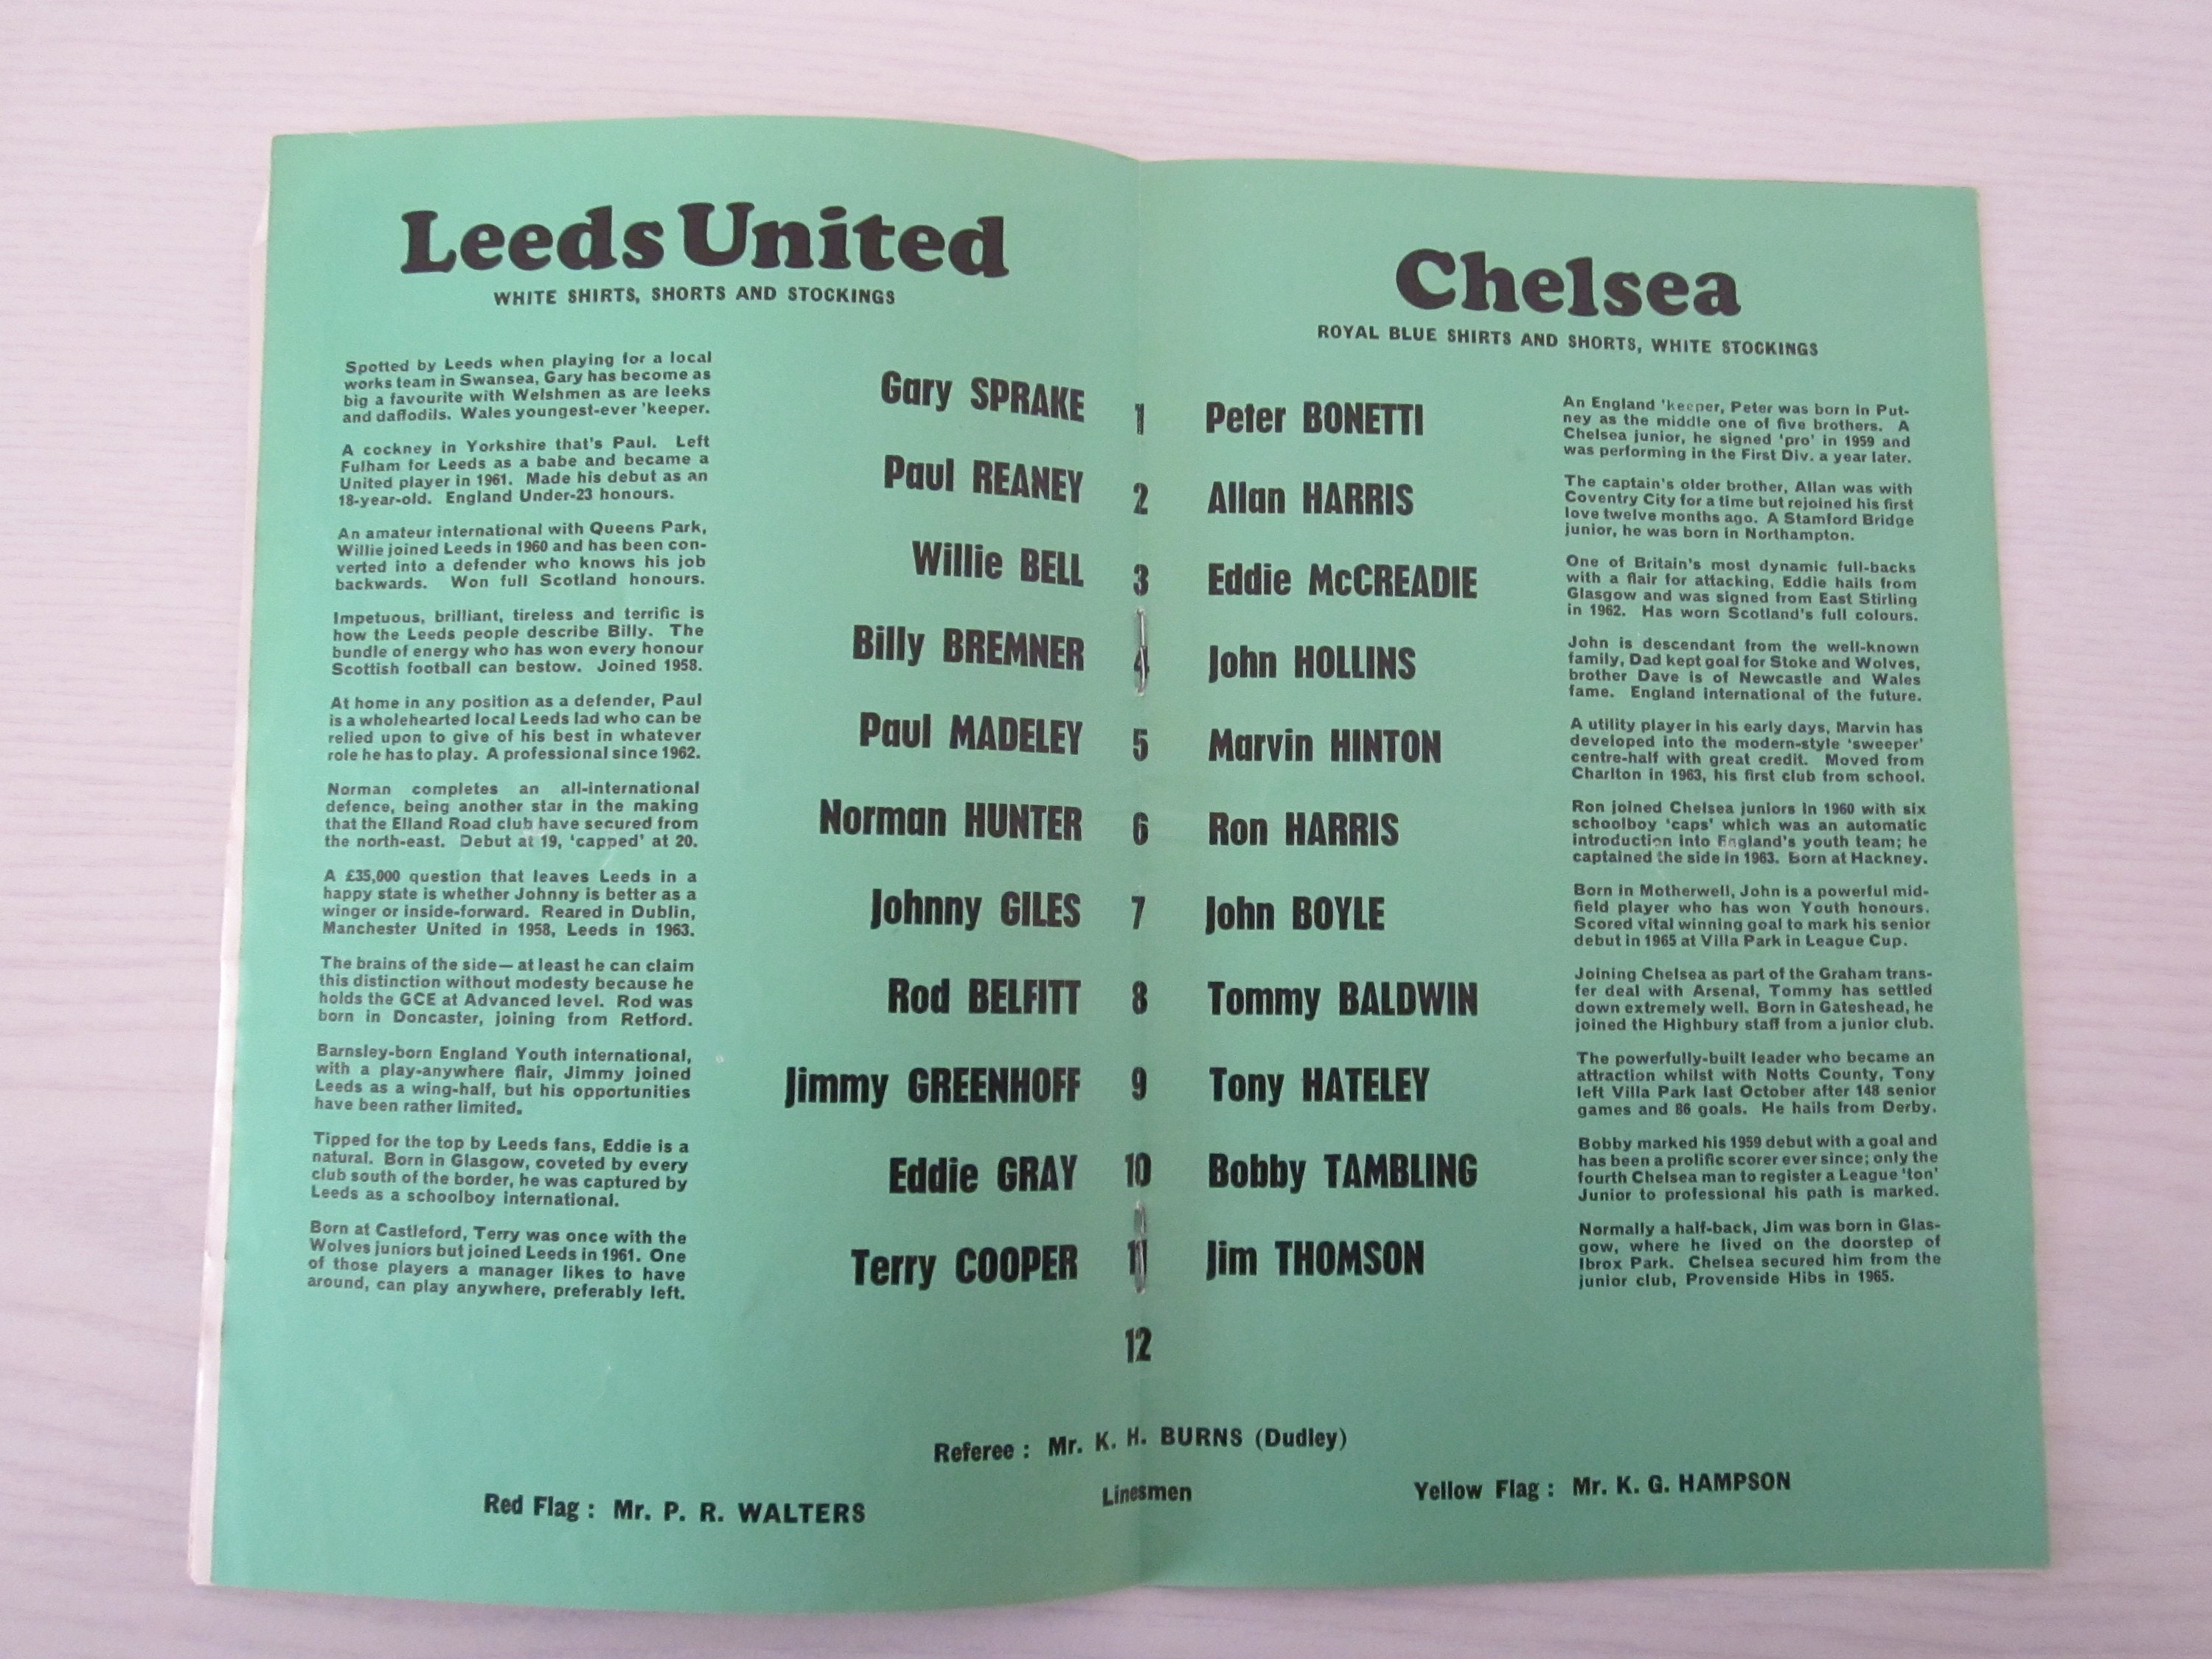 Leeds United
WHITE SHIRTS, SHORTS AND STOCKINGS
Spotted by Leeds when playing for a local
works team in Swansea, Gary has become as
big a favourite with Welshmen as are leeks
and daffodils. Wales youngest-ever 'keeper.
A cockney in Yorkshire that's Paul. Left
Fulham for Leeds as a babe and became a
United player in 1961. Made his debut as an
18-year-old. England Under-23 honours.
An amateur international with Queens Park,
Willie joined Leeds in 1960 and has been con-
verted into a defender who knows his job
backwards. Won full Scotland honours.
Impetuous, brilliant, tireless and terrific is
how the Leeds people describe Billy. The
bundle of energy who has won every honour
Scottish football can bestow. Joined 1958.
At home in any position as a defender, Paul
is a wholehearted local Leeds lad who can be
relied upon to give of his best in whatever
role he has to play. A professional since 1962.
Norman completes an all-international
defence, being another star in the making
that the Elland Road club have secured from
the north-east. Debut at 19, 'capped' at 20.
A £35,000 question that leaves Leeds in a
happy state is whether Johnny is better as a
winger or inside-forward. Reared in Dublin,
Manchester United in 1958, Leeds in 1963.
The brains of the side— at least he can claim
this distinction without modesty because he
holds the GCE at Advanced level. Rod was
born in Doncaster, joining from Retford.
Barnsley-born England Youth international,
with a play-anywhere flair, Jimmy joined
Leeds as a wing-half, but his opportunities
have been rather limited.
Tipped for the top by Leeds fans, Eddie is a
natural. Born in Glasgow, coveted by every
club south of the border, he was captured by
Leeds as a schoolboy international.
Born at Castleford, Terry was once with the
Wolves juniors but joined Leeds in 1961. One
of those players a manager likes to have
around, can play anywhere, preferably left.
Gary SPRAKE
Paul REANEY
Willie BELL
Billy BREMNER
Paul MADELEY
Norman HUNTER
Johnny GILES
Rod BELFITT
Jimmy GREENHOFF
Eddie GRAY
Terry COOPER
1
2
3
4
5
6
7
8
9
10
11
12
Chelsea
ROYAL BLUE SHIRTS AND SHORTS, WHITE STOCKINGS
Peter BONETTI
Allan HARRIS
Eddie McCREADIE
John HOLLINS
Marvin HINTON
Ron HARRIS
John BOYLE
Tommy BALDWIN
Tony HATELEY
Bobby TAMBLING
Jim THOMSON
An England 'keeper, Peter was born in Put-
ney as the middle one of five brothers. A
Chelsea junior, he signed 'pro' in 1959 and
was performing in the First Div. a year later.
The captain's older brother, Allan was with
Coventry City for a time but rejoined his first
love twelve months ago. A Stamford Bridge
junior, he was born in Northampton.
One of Britain's most dynamic full-backs
with a flair for attacking, Eddie hails from
Glasgow and was signed from East Stirling
in 1962. Has worn Scotland's full colours.
John is descendant from the well-known
family, Dad kept goal for Stoke and Wolves,
brother Dave is of Newcastle and Wales
fame. England international of the future.
A utility player in his early days, Marvin has
developed into the modern-style 'sweeper'
centre-half with great credit. Moved from
Charlton in 1963, his first club from school.
Ron joined Chelsea juniors in 1960 with six
schoolboy 'caps' which was an automatic
introduction into England's youth team; he
captained the side in 1963. Born at Hackney.
Born in Motherwell, John is a powerful mid-
field player who has won Youth honours.
Scored vital winning goal to mark his senior
debut in 1965 at Villa Park in League Cup.
Joining Chelsea as part of the Graham trans-
fer deal with Arsenal, Tommy has settled
down extremely well. Born in Gateshead, he
joined the Highbury staff from a junior club.
The powerfully-built leader who became an
attraction whilst with Notts County, Tony
left Villa Park last October after 148 senior
games and 86 goals. He hails from Derby.
Bobby marked his 1959 debut with a goal and
has been a prolific scorer ever since; only the
fourth Chelsea man to register a League 'ton'
Junior to professional his path is marked.
Normally a half-back, Jim was born in Glas-
gow, where he lived on the doorstep of
Ibrox Park. Chelsea secured him from the
junior club, Provenside Hibs in 1965.
Referee : Mr. K. H. BURNS (Dudley)
Linesmen
Red Flag : Mr. P. R. WALTERS
Yellow Flag : Mr. K. G. HAMPSON